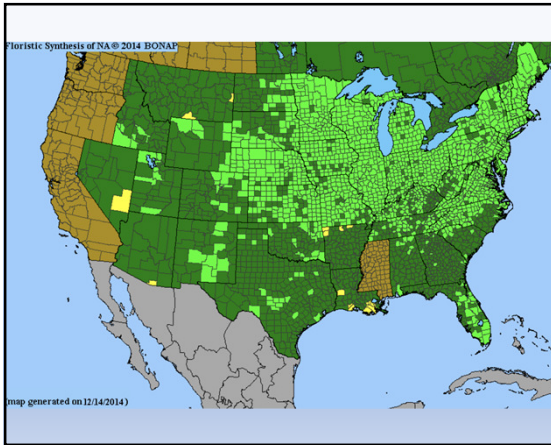 Floristic Synthesis of NA © 2014 BONAP
(map generated on 12/14/2014)